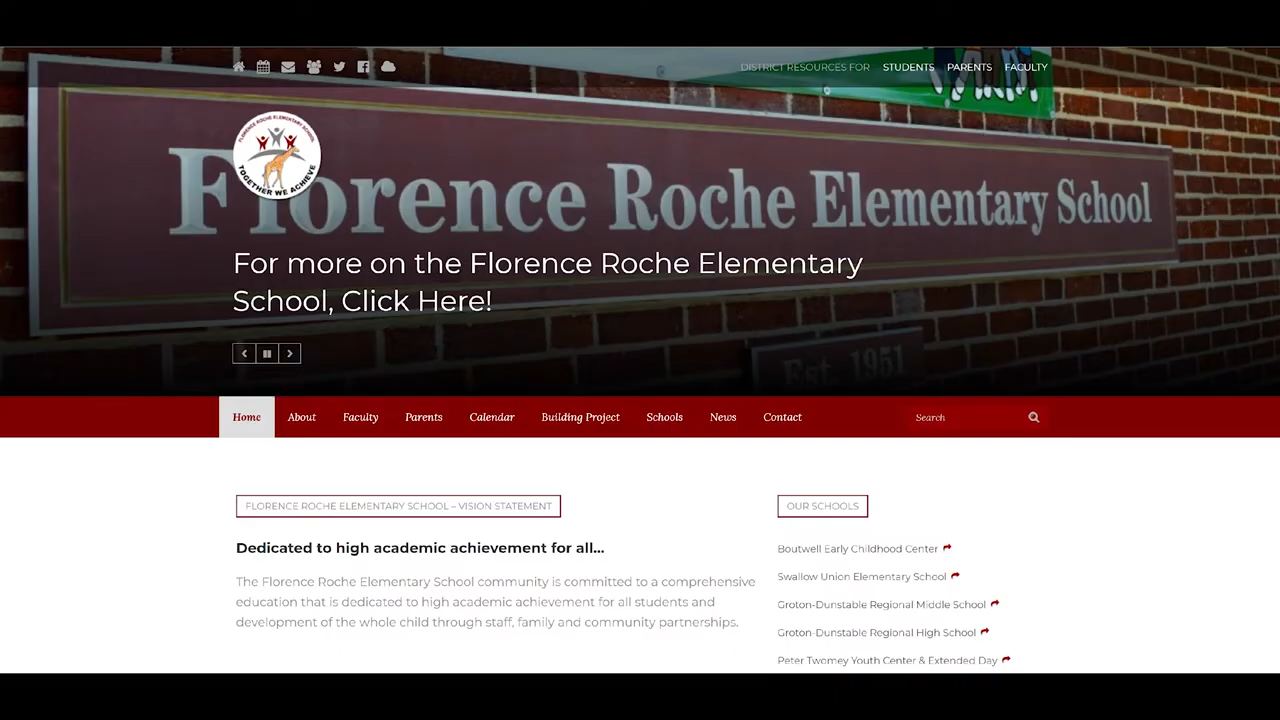 DISTRICT RESOURCES FOR STUDENTS PARENTS FACULTY
FLORENCE ROCHE ELEMENTARY SCHOOL
TOGETHER WE ACHIEVE
Florence Roche Elementary School
For more on the Florence Roche Elementary
School, Click Here!
Est. 1951
Home About Faculty Parents Calendar Building Project Schools News Contact Search
FLORENCE ROCHE ELEMENTARY SCHOOL – VISION STATEMENT
Dedicated to high academic achievement for all...
The Florence Roche Elementary School community is committed to a comprehensive
education that is dedicated to high academic achievement for all students and
development of the whole child through staff, family and community partnerships.
OUR SCHOOLS
Boutwell Early Childhood Center
Swallow Union Elementary School
Groton-Dunstable Regional Middle School
Groton-Dunstable Regional High School
Peter Twomey Youth Center & Extended Day